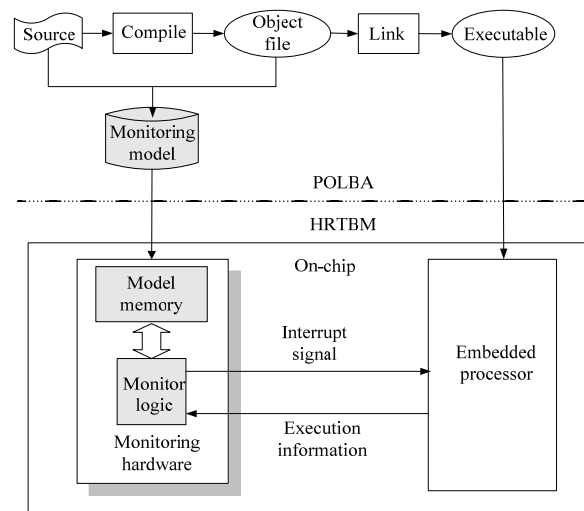 Source
Compile
Object
file
Link
Executable
Monitoring
model
POLBA
HRTBM
On-chip
Model
memory
Interrupt
signal
Embedded
processor
Monitor
logic
Execution
information
Monitoring
hardware